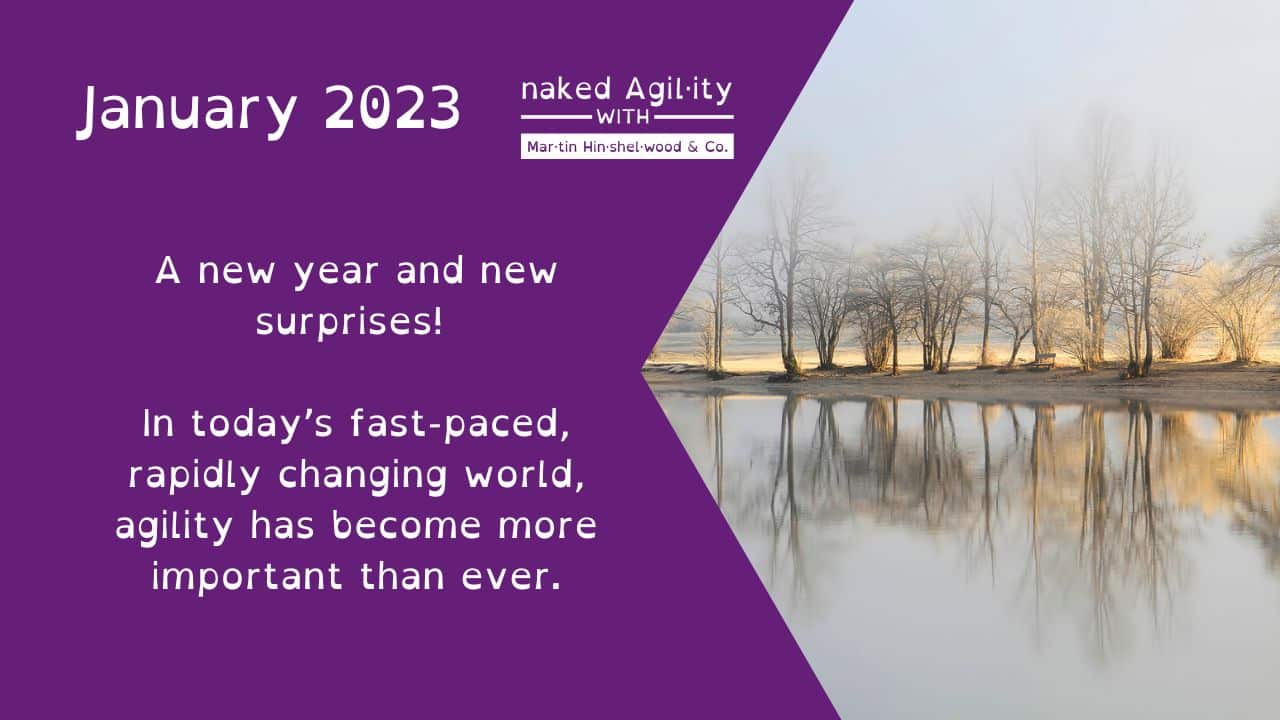 January 2023
naked Agil·ity
WITH
Mar·tin Hin·shel·wood & Co.
A new year and new
surprises!
In today’s fast-paced,
rapidly changing world,
agility has become more
important than ever.